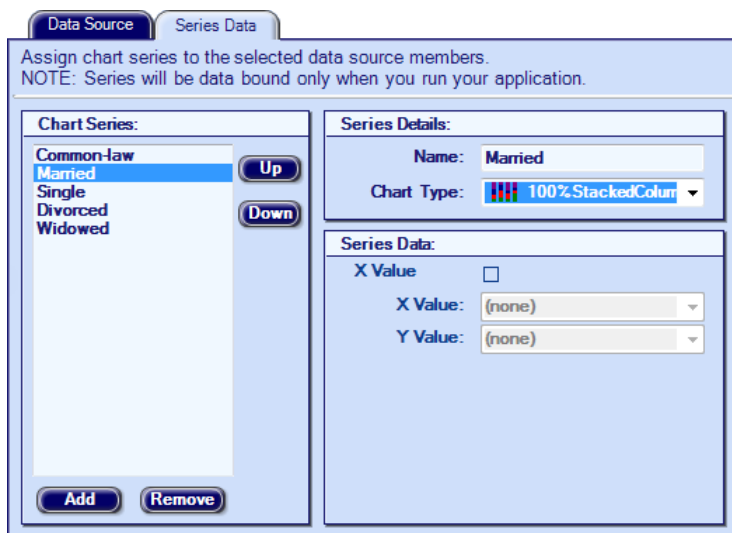 Data Source
Series Data
Assign chart series to the selected data source members.
NOTE: Series will be data bound only when you run your application.
Chart Series:
Common-law
Married
Single
Divorced
Widowed
Up
Down
Add
Remove
Series Details:
Name: Married
Chart Type: 100%StackedColum
Series Data:
X Value
X Value: (none)
Y Value: (none)